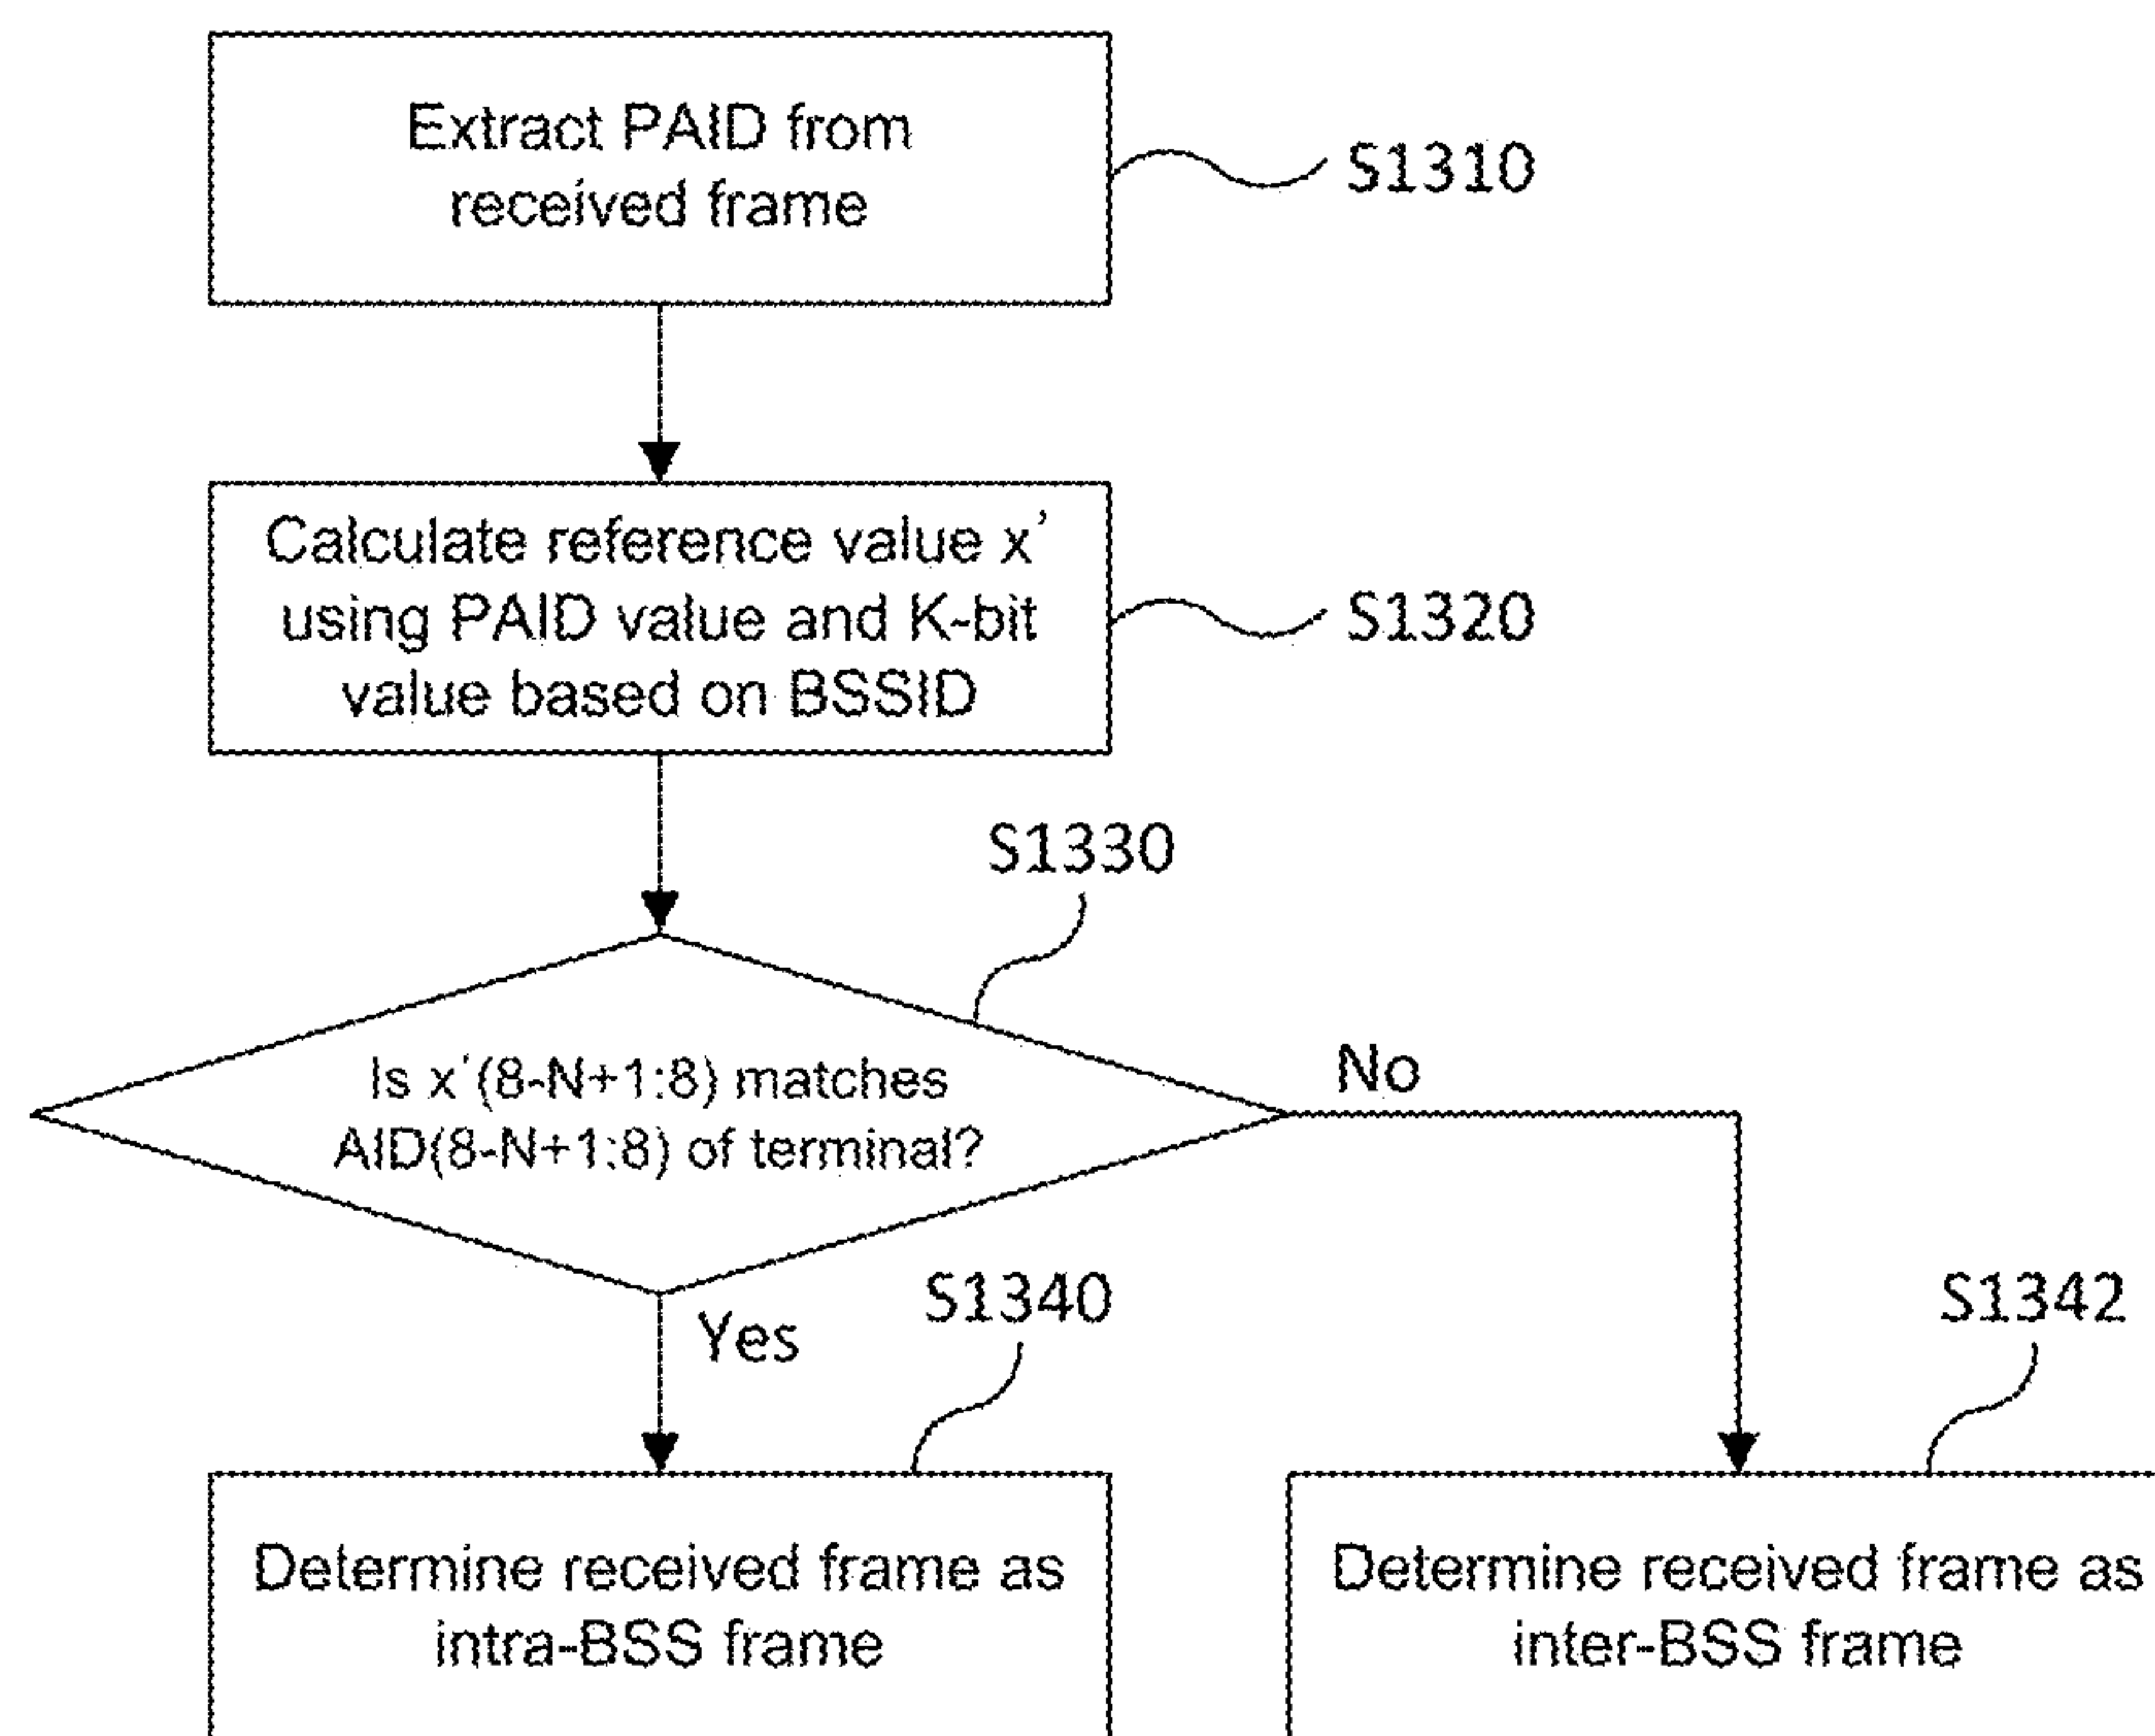 Extract PAID from
received frame
S1310
Calculate reference value x'
using PAID value and K-bit
value based on BSSID
S1320
S1330
Is x'(8-N+1:8) matches
AID(8-N+1:8) of terminal?
No
Yes
S1340
S1342
Determine received frame as
intra-BSS frame
Determine received frame as
inter-BSS frame